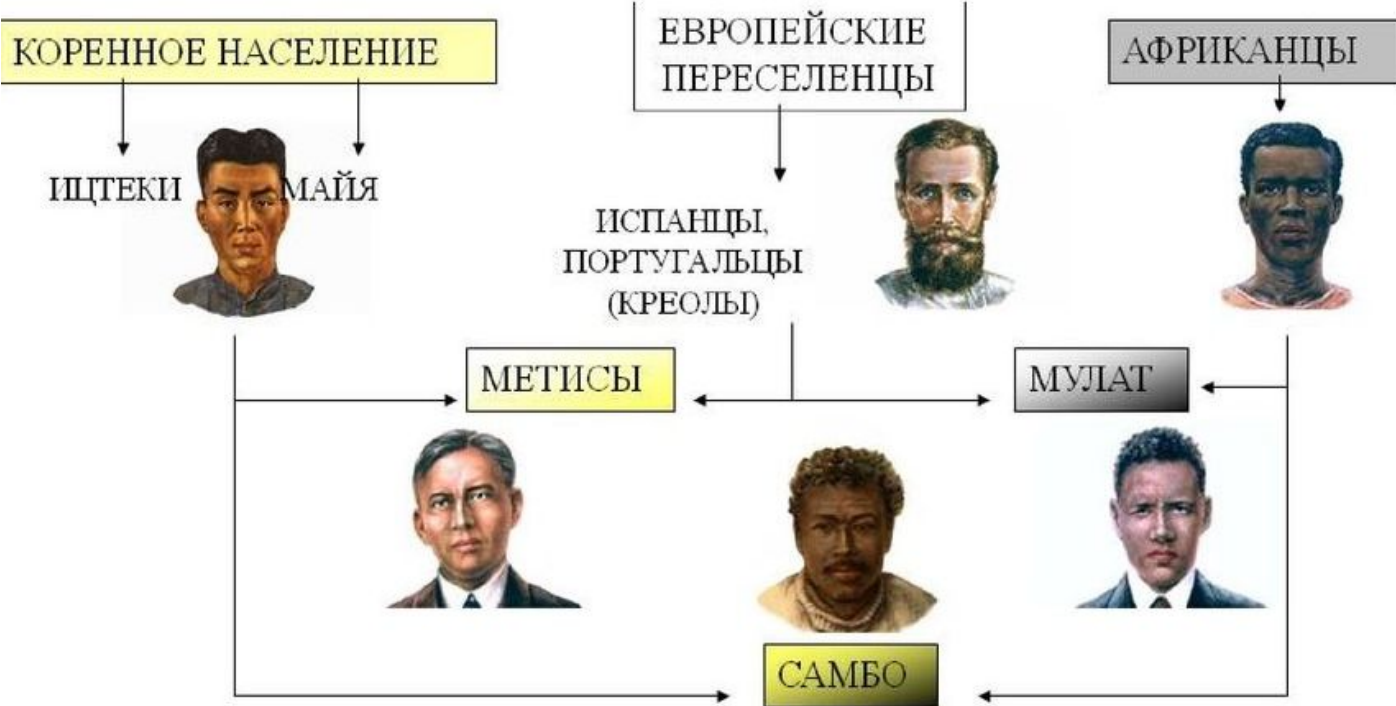 КОРЕННОЕ НАСЕЛЕНИЕ
ЕВРОПЕЙСКИЕ
ПЕРЕСЕЛЕНЦЫ
АФРИКАНЦЫ
ИЦТЕКИ
МАЙЯ
ИСПАНЦЫ,
ПОРТУГАЛЬЦЫ
(КРЕОЛЫ)
МЕТИСЫ
МУЛАТ
САМБО